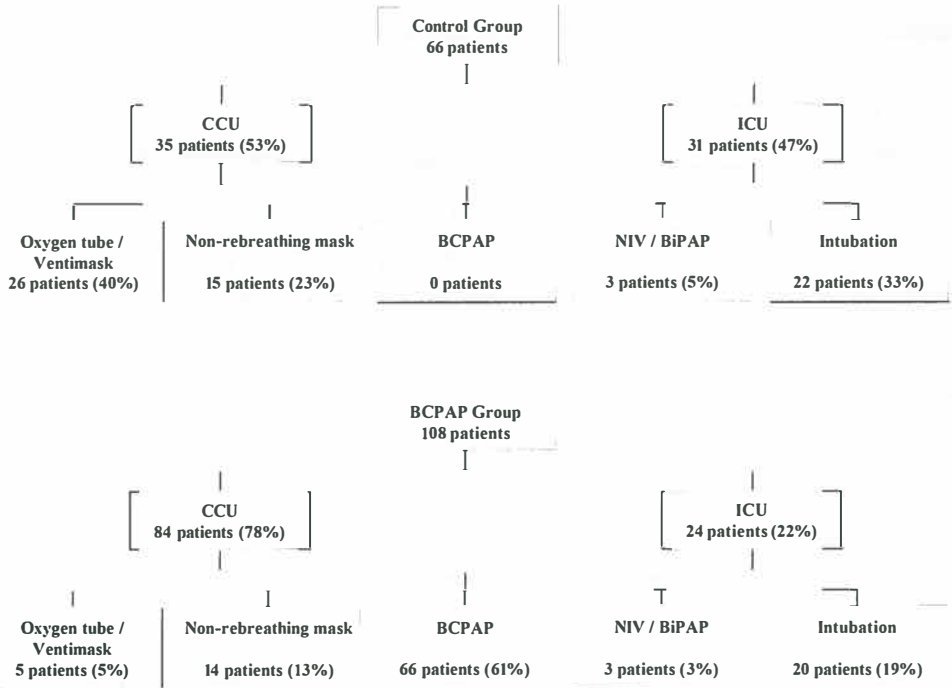 Control Group
66 patients
CCU
35 patients (53%)
ICU
31 patients (47%)
Oxygen tube /
Ventimask
26 patients (40%)
Non-rebreathing mask
15 patients (23%)
BCPAP
0 patients
NIV / BiPAP
3 patients (5%)
Intubation
22 patients (33%)
BCPAP Group
108 patients
CCU
84 patients (78%)
ICU
24 patients (22%)
Oxygen tube /
Ventimask
5 patients (5%)
Non-rebreathing mask
14 patients (13%)
BCPAP
66 patients (61%)
NIV / BiPAP
3 patients (3%)
Intubation
20 patients (19%)